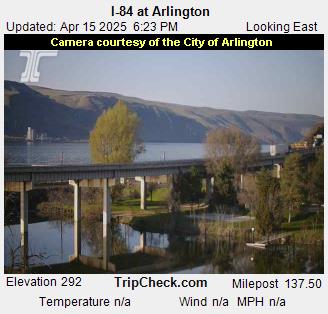 I-84 at Arlington
Updated: Apr 15 2025 6:23 PM Looking East
Camera courtesy of the City of Arlington
Elevation 292 TripCheck.com Milepost 137.50
Temperature n/a Wind n/a MPH n/a